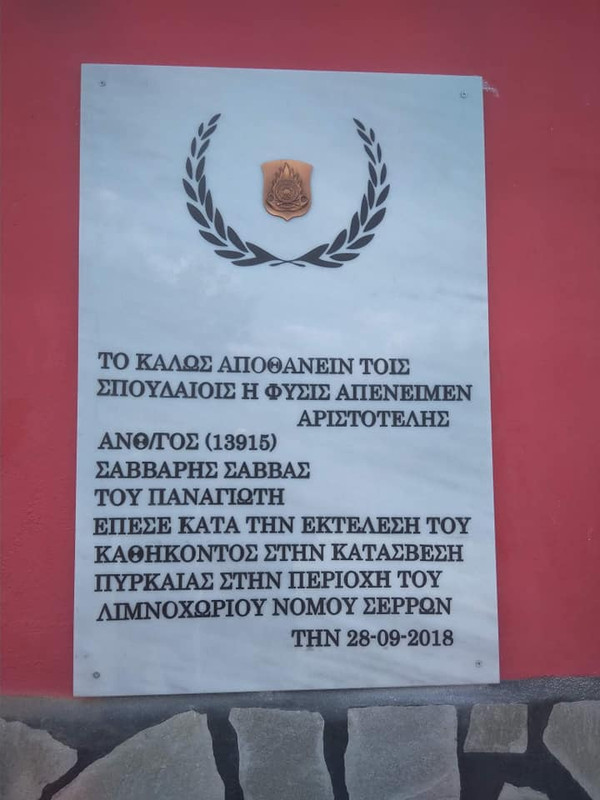 ΤΟ ΚΑΛΩΣ ΑΠΟΘΑΝΕΙΝ ΤΟΙΣ
ΣΠΟΥΔΑΙΟΙΣ Η ΦΥΣΙΣ ΑΠΕΝΕΙΜΕΝ
ΑΡΙΣΤΟΤΕΛΗΣ
ΑΝΘ/ΓΟΣ (13915)
ΣΑΒΒΑΡΗΣ ΣΑΒΒΑΣ
ΤΟΥ ΠΑΝΑΓΙΩΤΗ
ΕΠΕΣΕ ΚΑΤΑ ΤΗΝ ΕΚΤΕΛΕΣΗ ΤΟΥ
ΚΑΘΗΚΟΝΤΟΣ ΣΤΗΝ ΚΑΤΑΣΒΕΣΗ
ΠΥΡΚΑΙΑΣ ΣΤΗΝ ΠΕΡΙΟΧΗ ΤΟΥ
ΛΙΜΝΟΧΩΡΙΟΥ ΝΟΜΟΥ ΣΕΡΡΩΝ
ΤΗΝ 28-09-2018